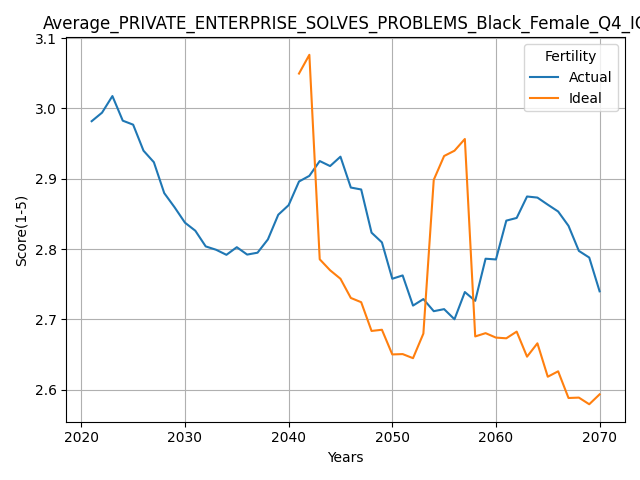 Average_PRIVATE_ENTERPRISE_SOLVES_PROBLEMS_Black_Female_Q4_IC
3.1
3.0
2.9
2.8
2.7
2.6
Score(1-5)
Fertility
Actual
Ideal
2020 2030 2040 2050 2060 2070
Years